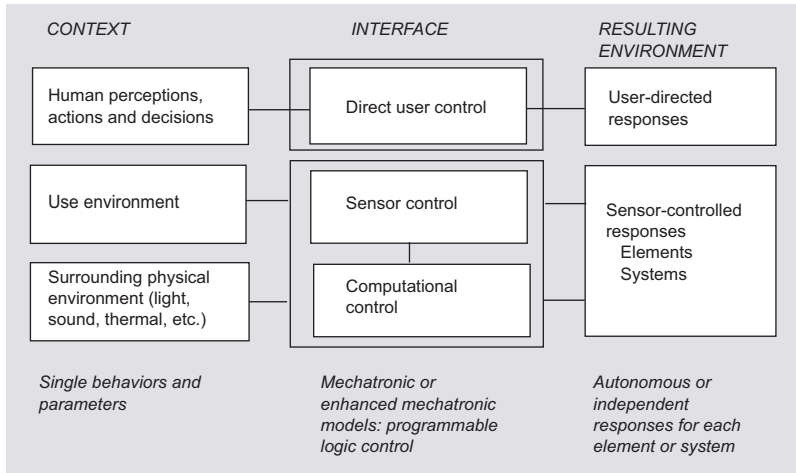 CONTEXT
INTERFACE
RESULTING
ENVIRONMENT
Human perceptions,
actions and decisions
Direct user control
User-directed
responses
Use environment
Sensor control
Sensor-controlled
responses
Elements
Systems
Surrounding physical
environment (light,
sound, thermal, etc.)
Computational
control
Single behaviors and
parameters
Mechatronic or
enhanced mechatronic
models: programmable
logic control
Autonomous or
independent
responses for each
element or system